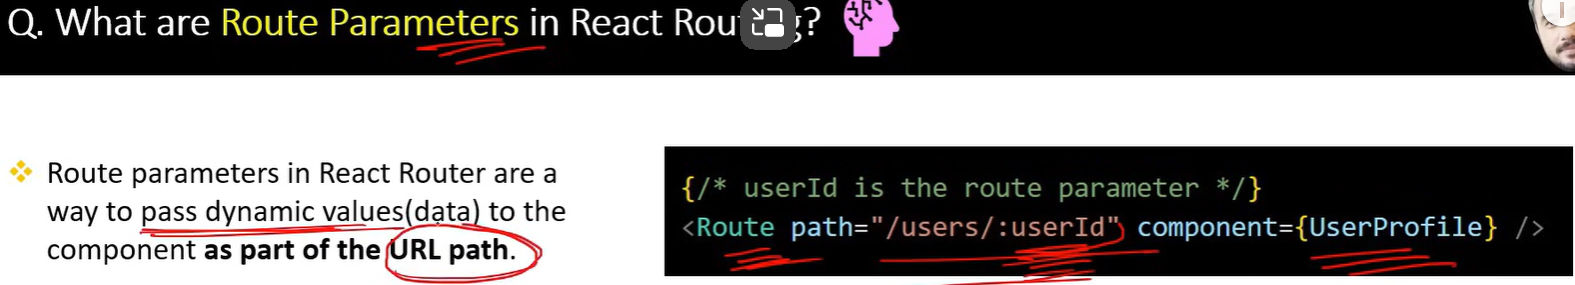 Q. What are Route Parameters in React Rou g?
Route parameters in React Router are a
way to pass dynamic values(data) to the
component as part of the URL path.
{/* userId is the route parameter */}
<Route path="/users/:userId" component={UserProfile} />